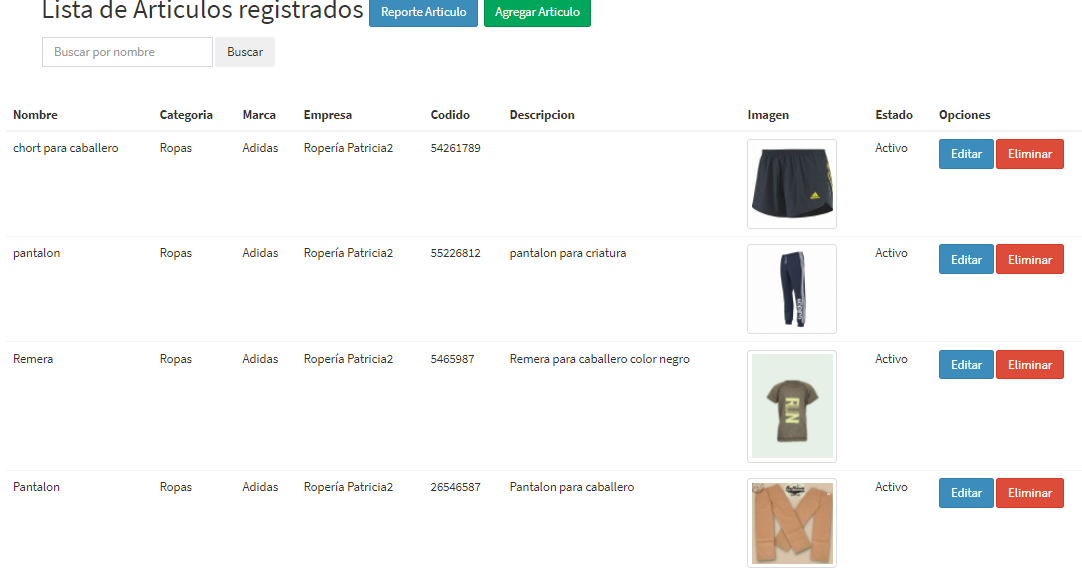 Lista de Articulos registrados Reporte Articulo Agregar Articulo
Buscar por nombre Buscar
Nombre Categoria Marca Empresa Codido Descripcion Imagen Estado Opciones
chort para caballero Ropas Adidas Ropería Patricia2 54261789 Activo Editar Eliminar
pantalon Ropas Adidas Ropería Patricia2 55226812 pantalon para criatura Activo Editar Eliminar
Remera Ropas Adidas Ropería Patricia2 5465987 Remera para caballero color negro Activo Editar Eliminar
RUN
Pantalon Ropas Adidas Ropería Patricia2 26546587 Pantalon para caballero Activo Editar Eliminar